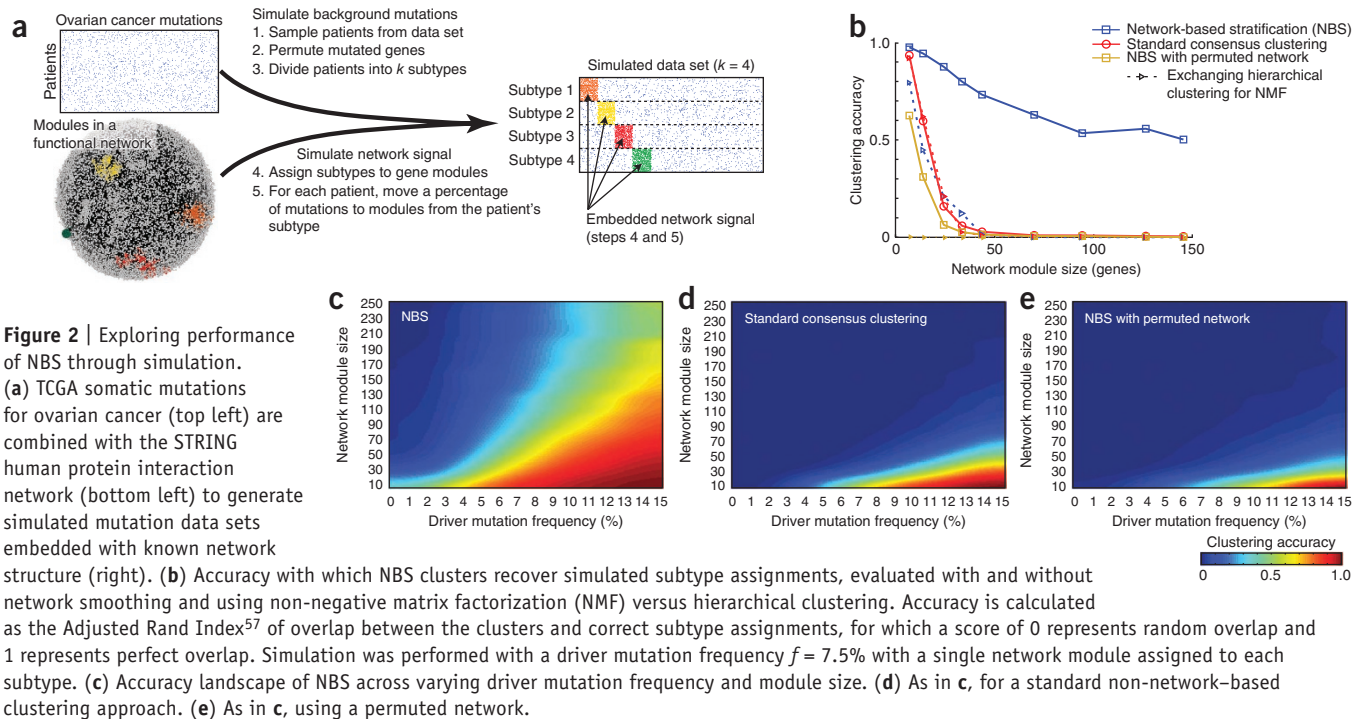 a
Ovarian cancer mutations
Patients
Modules in a
functional network
Simulate background mutations
1. Sample patients from data set
2. Permute mutated genes
3. Divide patients into k subtypes
Simulate network signal
4. Assign subtypes to gene modules
5. For each patient, move a percentage
of mutations to modules from the patient's
subtype
Simulated data set (k = 4)
Subtype 1
Subtype 2
Subtype 3
Subtype 4
Embedded network signal
(steps 4 and 5)
b
Network-based stratification (NBS)
Standard consensus clustering
NBS with permuted network
Exchanging hierarchical
clustering for NMF
Clustering accuracy
1.0
0.5
0
0 50 100 150
Network module size (genes)
c
NBS
Network module size
250
230
210
190
170
150
130
110
90
70
50
30
10
0 1 2 3 4 5 6 7 8 9 10 11 12 13 14 15
Driver mutation frequency (%)
d
Standard consensus clustering
Network module size
250
230
210
190
170
150
130
110
90
70
50
30
10
0 1 2 3 4 5 6 7 8 9 10 11 12 13 14 15
Driver mutation frequency (%)
e
NBS with permuted network
Network module size
250
230
210
190
170
150
130
110
90
70
50
30
10
0 1 2 3 4 5 6 7 8 9 10 11 12 13 14 15
Driver mutation frequency (%)
Clustering accuracy
0 0.5 1.0
Figure 2 | Exploring performance
of NBS through simulation.
(a) TCGA somatic mutations
for ovarian cancer (top left) are
combined with the STRING
human protein interaction
network (bottom left) to generate
simulated mutation data sets
embedded with known network
structure (right). (b) Accuracy with which NBS clusters recover simulated subtype assignments, evaluated with and without
network smoothing and using non-negative matrix factorization (NMF) versus hierarchical clustering. Accuracy is calculated
as the Adjusted Rand Index57 of overlap between the clusters and correct subtype assignments, for which a score of 0 represents random overlap and
1 represents perfect overlap. Simulation was performed with a driver mutation frequency f = 7.5% with a single network module assigned to each
subtype. (c) Accuracy landscape of NBS across varying driver mutation frequency and module size. (d) As in c, for a standard non-network–based
clustering approach. (e) As in c, using a permuted network.